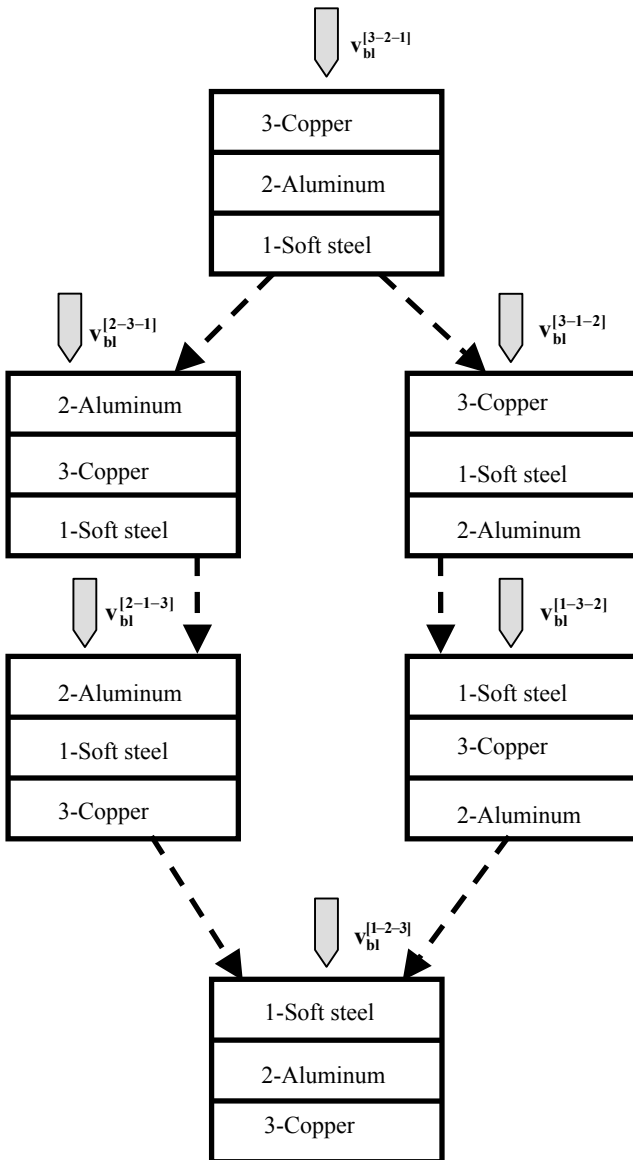 v_bl^[3–2–1]
3-Copper
2-Aluminum
1-Soft steel
v_bl^[2–3–1]
2-Aluminum
3-Copper
1-Soft steel
v_bl^[3–1–2]
3-Copper
1-Soft steel
2-Aluminum
v_bl^[2–1–3]
2-Aluminum
1-Soft steel
3-Copper
v_bl^[1–3–2]
1-Soft steel
3-Copper
2-Aluminum
v_bl^[1–2–3]
1-Soft steel
2-Aluminum
3-Copper